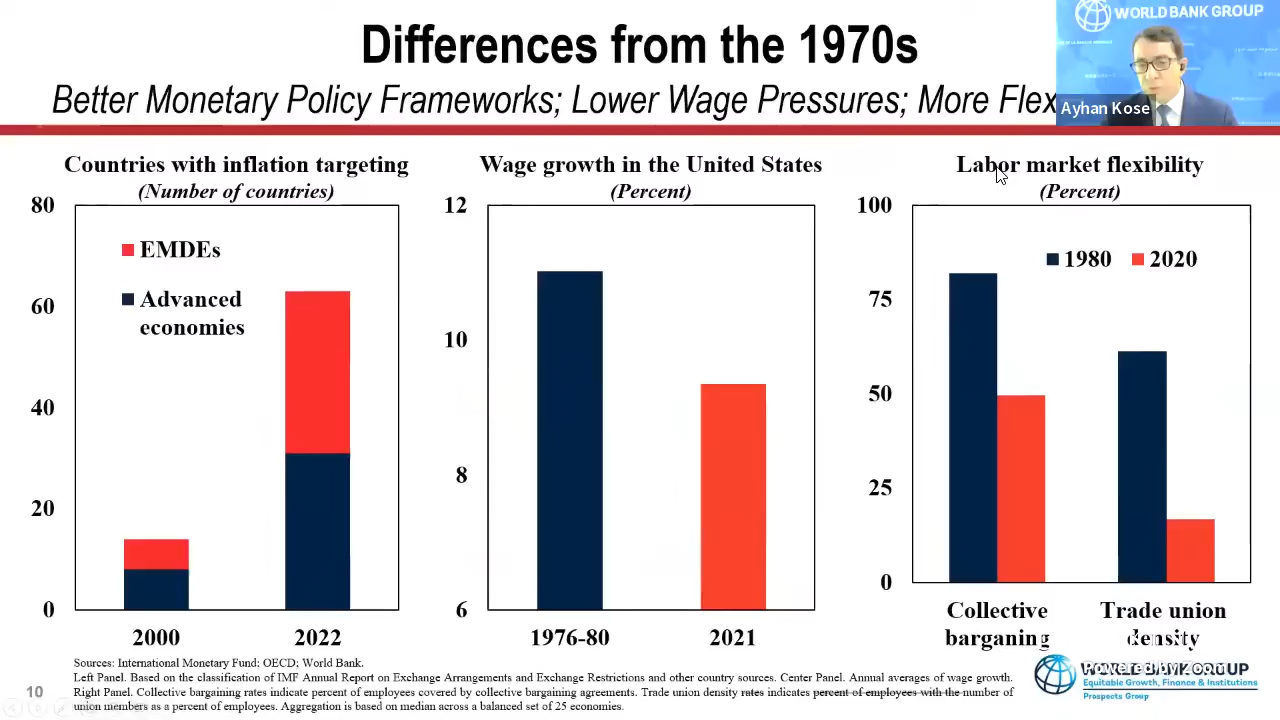 Differences from the 1970s
WORLD BANK GROUP
Better Monetary Policy Frameworks; Lower Wage Pressures; More Flex
Ayhan Kose
Countries with inflation targeting
(Number of countries)
80
60
40
20
0
EMDEs
Advanced
economies
2000
2022
Wage growth in the United States
(Percent)
12
10
8
6
1976-80
2021
Labor market flexibility
(Percent)
100
75
50
25
0
1980
2020
Collective
barganing
Trade union
density
Sources: International Monetary Fund; OECD; World Bank.
Left Panel. Based on the classification of IMF Annual Report on Exchange Arrangements and Exchange Restrictions and other country sources. Center Panel. Annual averages of wage growth.
Right Panel. Collective bargaining rates indicate percent of employees covered by collective bargaining agreements. Trade union density rates indicates percent of employees with the number of
union members as a percent of employees. Aggregation is based on median across a balanced set of 25 economies.
10
WORLD BANK GROUP
Powered by Zoom
Equitable Growth, Finance & Institutions
Prospects Group